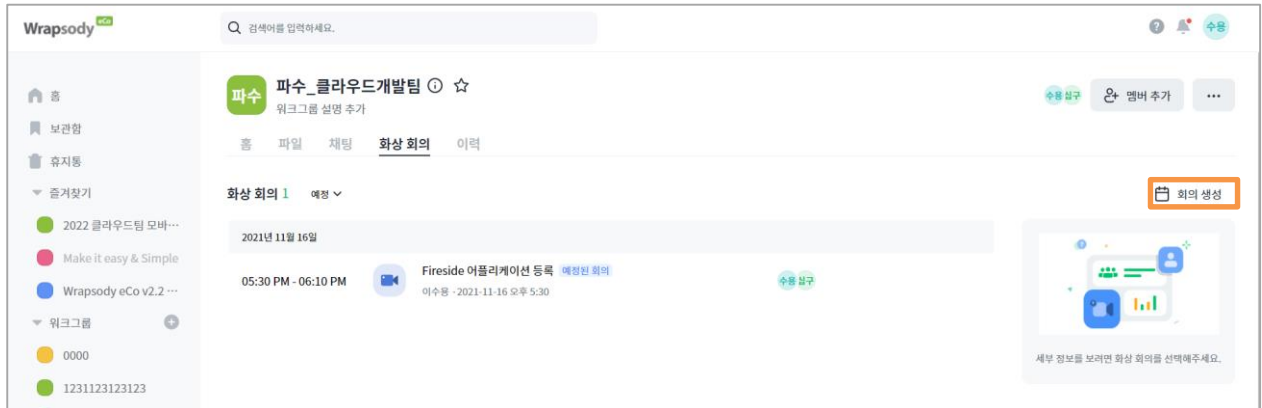 Wrapsody eCo
검색어를 입력하세요.
수용
홈
보관함
휴지통
즐겨찾기
2022 클라우드팀 모바…
Make it easy & Simple
Wrapsody eCo v2.2 …
워크그룹
0000
1231123123123
파수
파수_클라우드개발팀
워크그룹 설명 추가
수용 심구
멤버 추가
홈 파일 채팅 화상 회의 이력
화상 회의 1 예정
회의 생성
2021년 11월 16일
05:30 PM - 06:10 PM
Fireside 어플리케이션 등록 예정된 회의
이수용 - 2021-11-16 오후 5:30
수용 심구
세부 정보를 보려면 화상 회의를 선택해주세요.